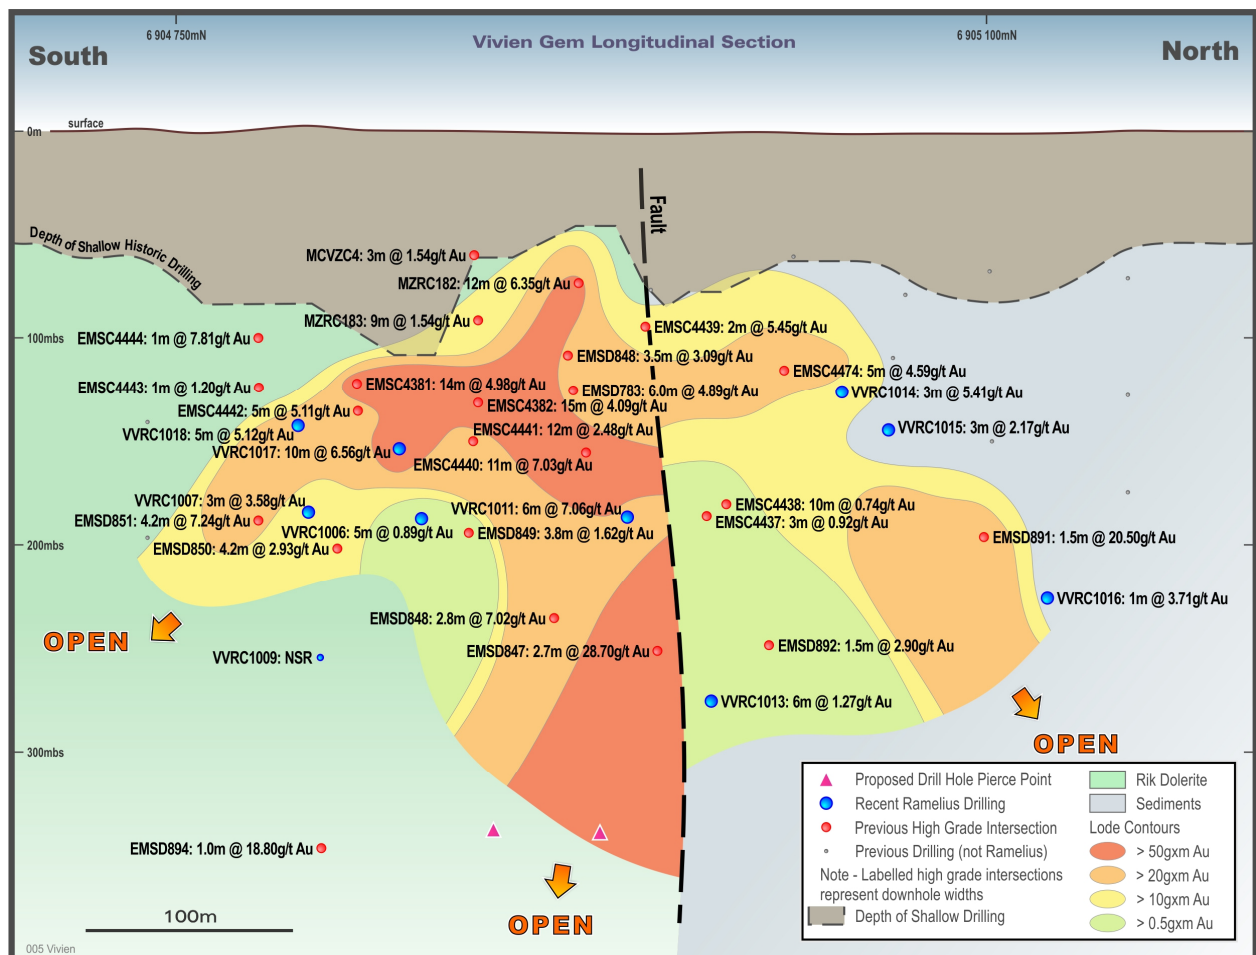 6 904 750mN
6 905 100mN
Vivien Gem Longitudinal Section
South
North
surface
0m
Fault
Depth of Shallow Historic Drilling
MCVZC4: 3m @ 1.54g/t Au
MZRC182: 12m @ 6.35g/t Au
MZRC183: 9m @ 1.54g/t Au
EMSC4439: 2m @ 5.45g/t Au
100mbs
EMSC4444: 1m @ 7.81g/t Au
EMSD848: 3.5m @ 3.09g/t Au
EMSC4474: 5m @ 4.59g/t Au
EMSC4443: 1m @ 1.20g/t Au
EMSC4381: 14m @ 4.98g/t Au
EMSD783: 6.0m @ 4.89g/t Au
VVRC1014: 3m @ 5.41g/t Au
EMSC4442: 5m @ 5.11g/t Au
EMSC4382: 15m @ 4.09g/t Au
VVRC1018: 5m @ 5.12g/t Au
EMSC4441: 12m @ 2.48g/t Au
VVRC1015: 3m @ 2.17g/t Au
VVRC1017: 10m @ 6.56g/t Au
EMSC4440: 11m @ 7.03g/t Au
VVRC1007: 3m @ 3.58g/t Au
VVRC1011: 6m @ 7.06g/t Au
EMSC4438: 10m @ 0.74g/t Au
EMSD851: 4.2m @ 7.24g/t Au
EMSC4437: 3m @ 0.92g/t Au
VVRC1006: 5m @ 0.89g/t Au
EMSD849: 3.8m @ 1.62g/t Au
EMSD891: 1.5m @ 20.50g/t Au
200mbs
EMSD850: 4.2m @ 2.93g/t Au
VVRC1016: 1m @ 3.71g/t Au
EMSD848: 2.8m @ 7.02g/t Au
OPEN
EMSD847: 2.7m @ 28.70g/t Au
EMSD892: 1.5m @ 2.90g/t Au
VVRC1009: NSR
VVRC1013: 6m @ 1.27g/t Au
OPEN
300mbs
EMSD894: 1.0m @ 18.80g/t Au
OPEN
100m
005 Vivien
Proposed Drill Hole Pierce Point
Recent Ramelius Drilling
Previous High Grade Intersection
Previous Drilling (not Ramelius)
Note - Labelled high grade intersections
represent downhole widths
Depth of Shallow Drilling
Rik Dolerite
Sediments
Lode Contours
> 50gxm Au
> 20gxm Au
> 10gxm Au
> 0.5gxm Au